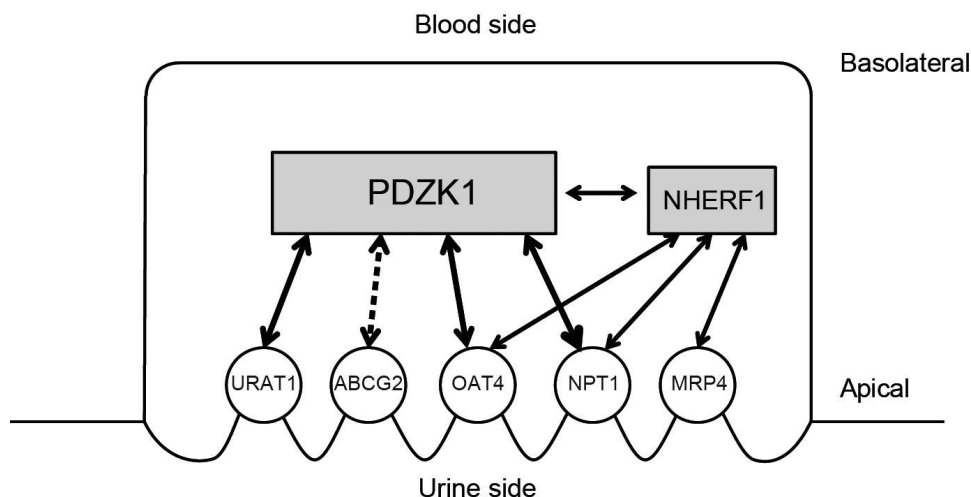 Blood side
Basolateral
PDZK1
NHERF1
URAT1
ABCG2
OAT4
NPT1
MRP4
Apical
Urine side